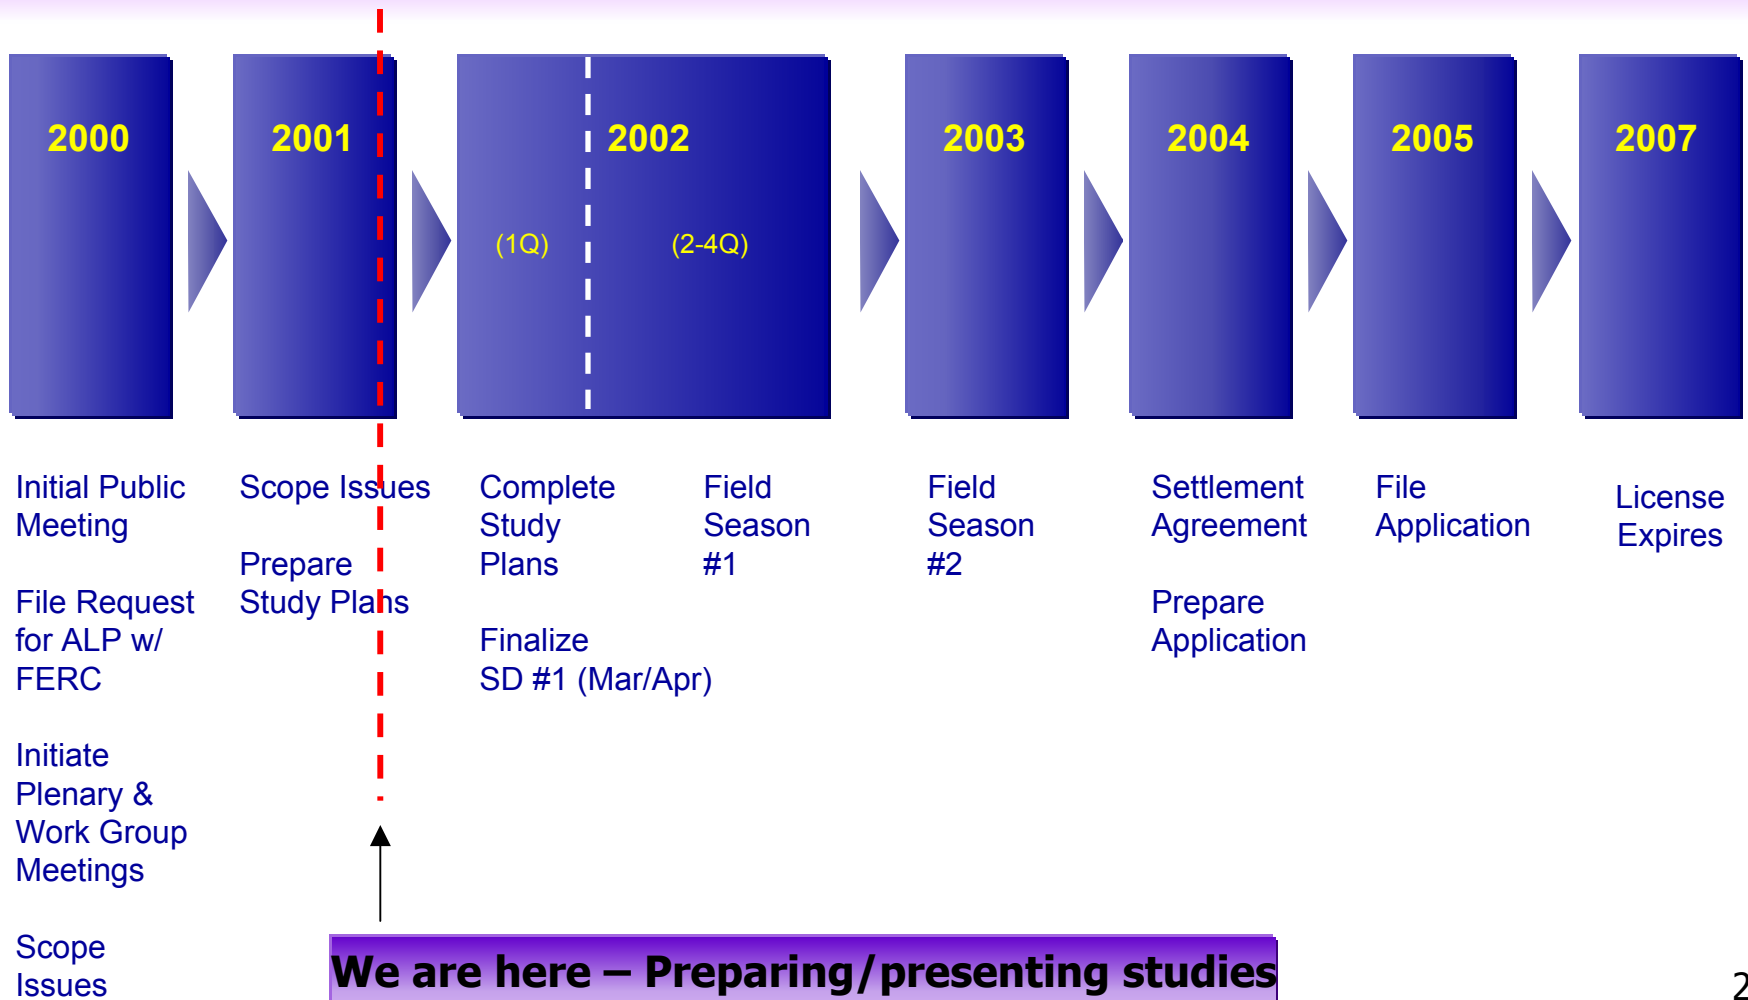 2000
2001
2002
2003
2004
2005
2007
(1Q)
(2-4Q)
Initial Public
Meeting
File Request
for ALP w/
FERC
Initiate
Plenary &
Work Group
Meetings
Scope
Issues
Scope Issues
Prepare
Study Plans
Complete
Study
Plans
Finalize
SD #1 (Mar/Apr)
Field
Season
#1
Field
Season
#2
Settlement
Agreement
Prepare
Application
File
Application
License
Expires
We are here – Preparing/presenting studies
2